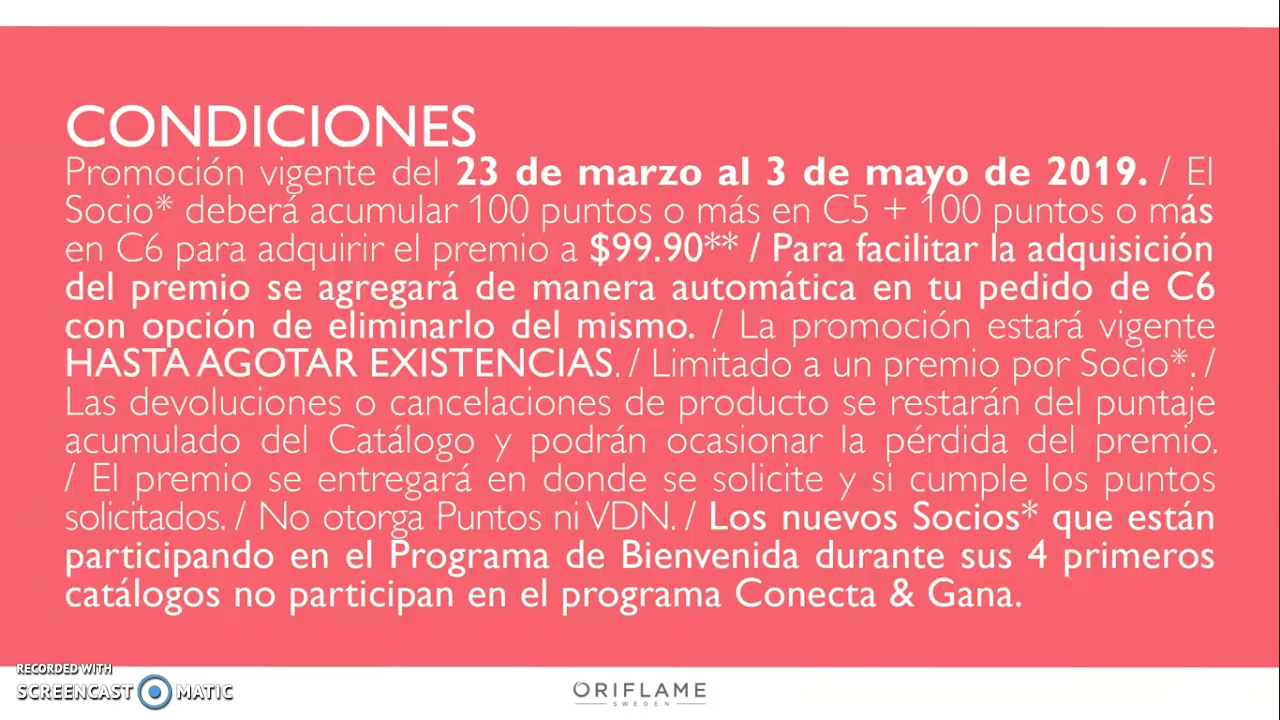 CONDICIONES
Promoción vigente del 23 de marzo al 3 de mayo de 2019. / El
Socio* deberá acumular 100 puntos o más en C5 + 100 puntos o más
en C6 para adquirir el premio a $99.90** / Para facilitar la adquisición
del premio se agregará de manera automática en tu pedido de C6
con opción de eliminarlo del mismo. / La promoción estará vigente
HASTA AGOTAR EXISTENCIAS. / Limitado a un premio por Socio*. /
Las devoluciones o cancelaciones de producto se restarán del puntaje
acumulado del Catálogo y podrán ocasionar la pérdida del premio.
/ El premio se entregará en donde se solicite y si cumple los puntos
solicitados. / No otorga Puntos ni VDN. / Los nuevos Socios* que están
participando en el Programa de Bienvenida durante sus 4 primeros
catálogos no participan en el programa Conecta & Gana.
RECORDED WITH
SCREENCAST MATIC
ORIFLAME
SWEDEN